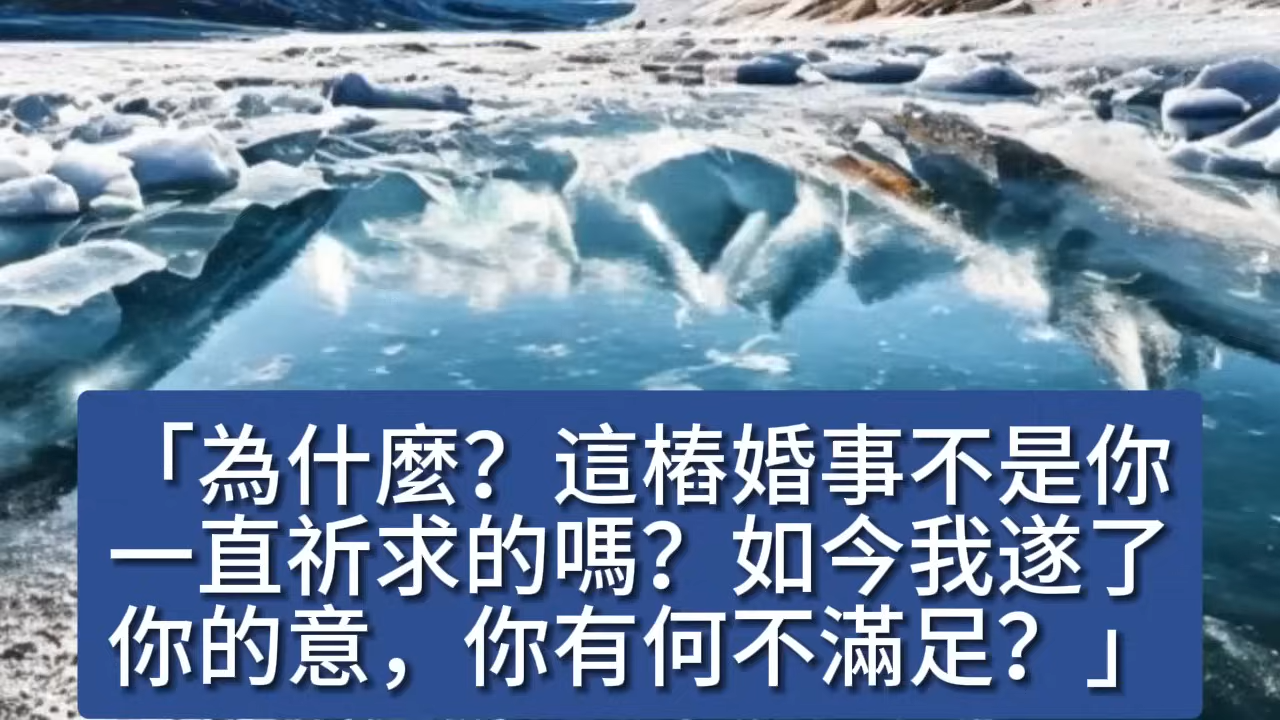 「為什麼？這樁婚事不是你
一直祈求的嗎？如今我遂了
你的意，你有何不滿足？」